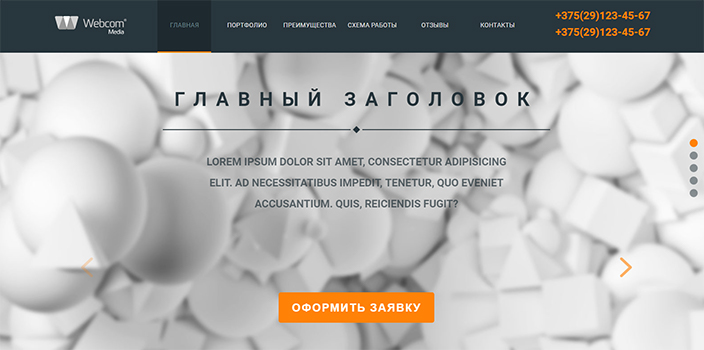 Webcom®
Media
ГЛАВНАЯ
ПОРТФОЛИО
ПРЕИМУЩЕСТВА
СХЕМА РАБОТЫ
ОТЗЫВЫ
КОНТАКТЫ
+375(29)123-45-67
+375(29)123-45-67
ГЛАВНЫЙ ЗАГОЛОВОК
LOREM IPSUM DOLOR SIT AMET, CONSECTETUR ADIPISICING
ELIT. AD NECESSITATIBUS IMPEDIT, TENETUR, QUO EVENIET
ACCUSANTIUM. QUIS, REICIENDIS FUGIT?
ОФОРМИТЬ ЗАЯВКУ